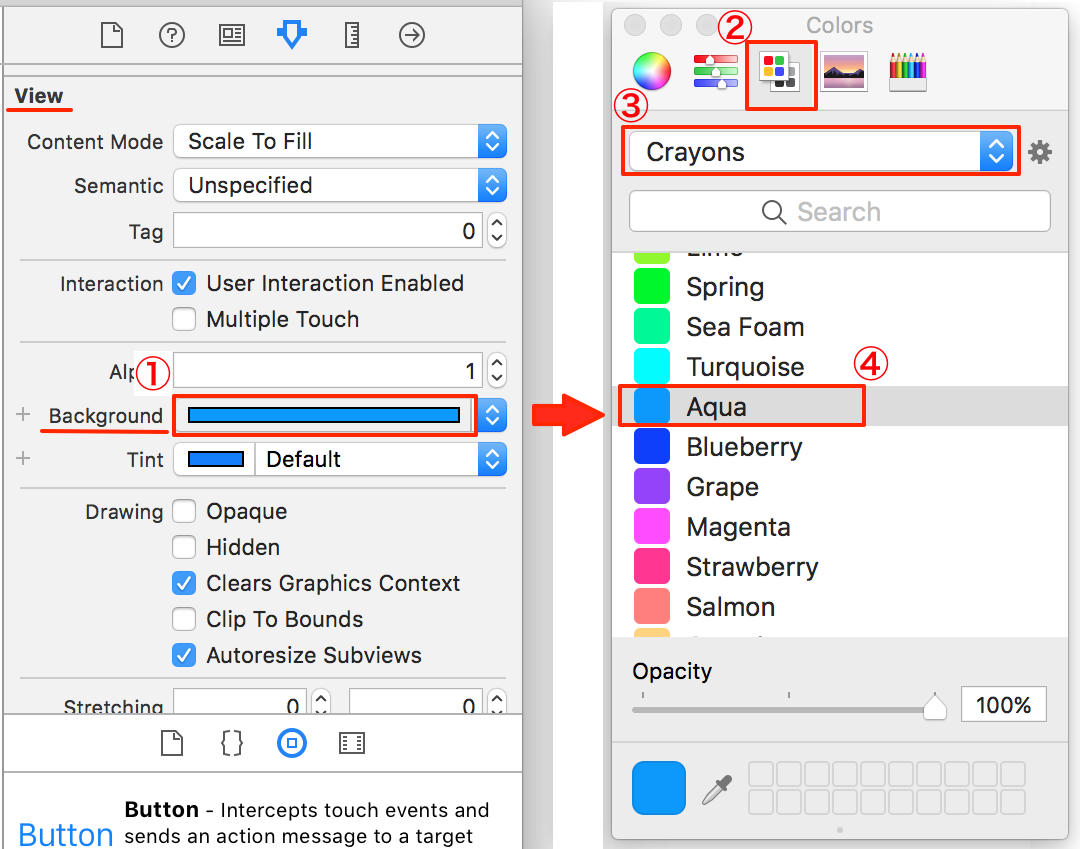 View
Content Mode
Scale To Fill
Semantic
Unspecified
Tag
0
Interaction
User Interaction Enabled
Multiple Touch
①
1
Background
Tint
Default
Drawing
Opaque
Hidden
Clears Graphics Context
Clip To Bounds
Autoresize Subviews
Stretching
0
0
Button
Button - Intercepts touch events and
sends an action message to a target
Colors
②
③
Crayons
Search
Spring
Sea Foam
Turquoise
④
Aqua
Blueberry
Grape
Magenta
Strawberry
Salmon
Opacity
100%